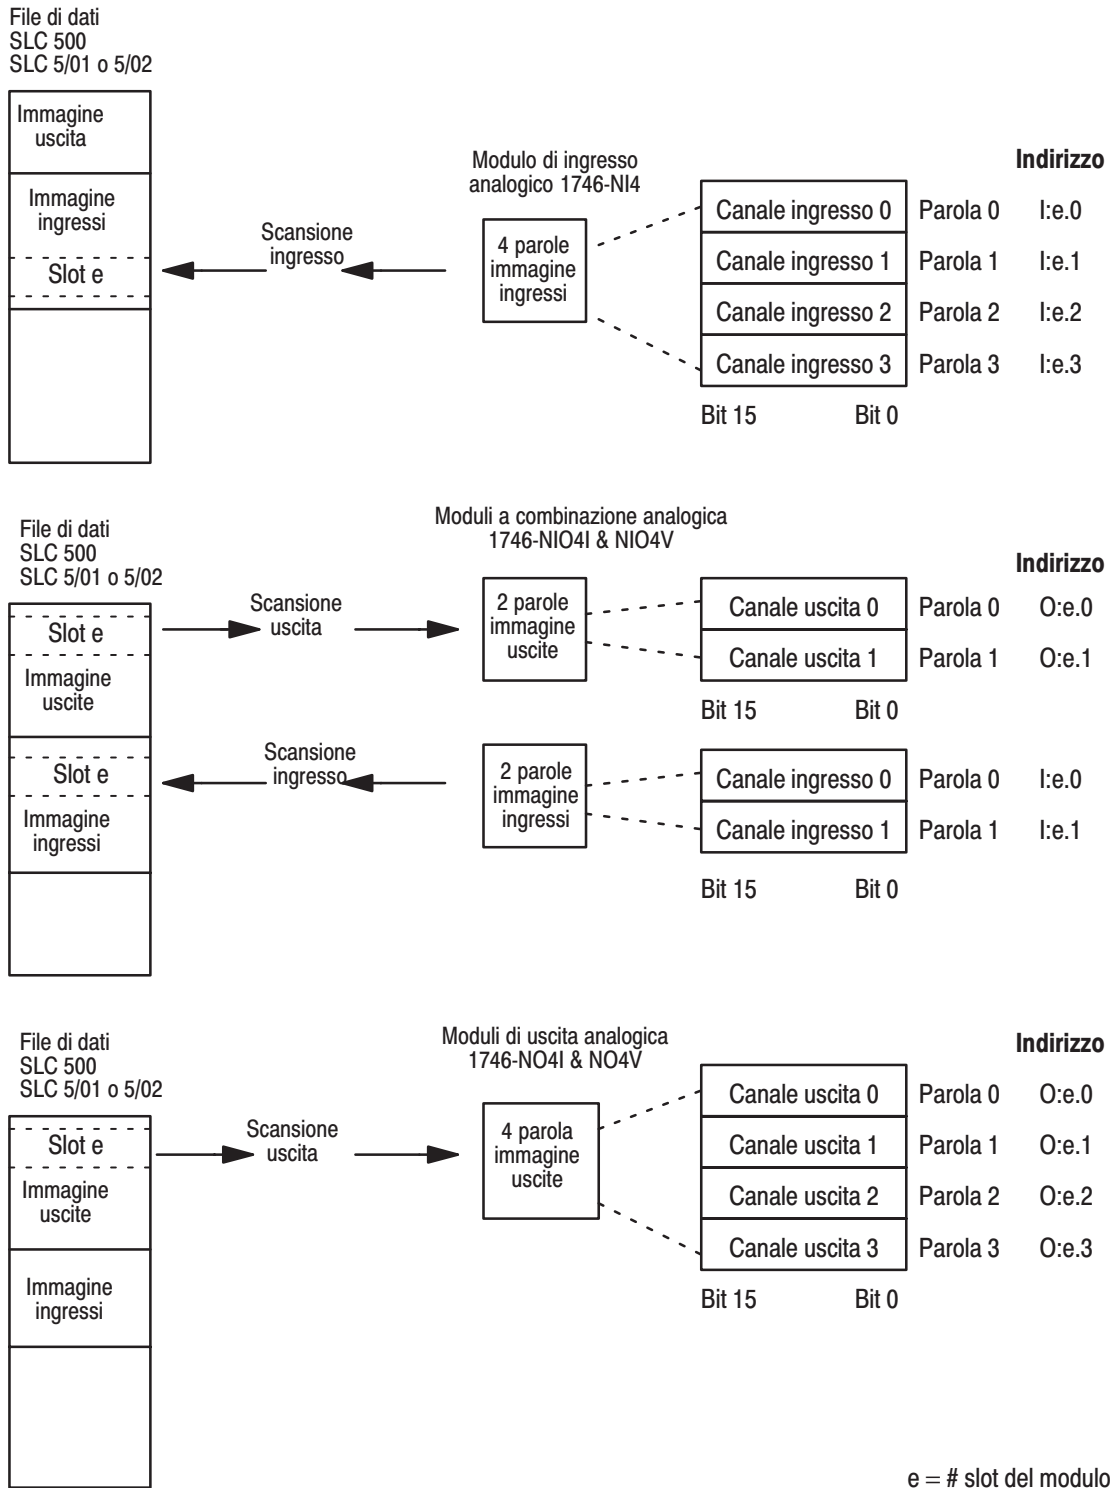 File di dati
SLC 500
SLC 5/01 o 5/02
Immagine
uscita
Immagine
ingressi
Slot e
Scansione
ingresso
Modulo di ingresso
analogico 1746-NI4
4 parole
immagine
ingressi
Indirizzo
Canale ingresso 0 Parola 0 I:e.0
Canale ingresso 1 Parola 1 I:e.1
Canale ingresso 2 Parola 2 I:e.2
Canale ingresso 3 Parola 3 I:e.3
Bit 15 Bit 0
File di dati
SLC 500
SLC 5/01 o 5/02
Slot e
Immagine
uscite
Slot e
Immagine
ingressi
Scansione
uscita
Scansione
ingresso
Moduli a combinazione analogica
1746-NIO4I & NIO4V
2 parole
immagine
uscite
Indirizzo
Canale uscita 0 Parola 0 O:e.0
Canale uscita 1 Parola 1 O:e.1
Bit 15 Bit 0
2 parole
immagine
ingressi
Canale ingresso 0 Parola 0 I:e.0
Canale ingresso 1 Parola 1 I:e.1
Bit 15 Bit 0
File di dati
SLC 500
SLC 5/01 o 5/02
Slot e
Immagine
uscite
Immagine
ingressi
Scansione
uscita
Moduli di uscita analogica
1746-NO4I & NO4V
4 parola
immagine
uscite
Indirizzo
Canale uscita 0 Parola 0 O:e.0
Canale uscita 1 Parola 1 O:e.1
Canale uscita 2 Parola 2 O:e.2
Canale uscita 3 Parola 3 O:e.3
Bit 15 Bit 0
e = # slot del modulo